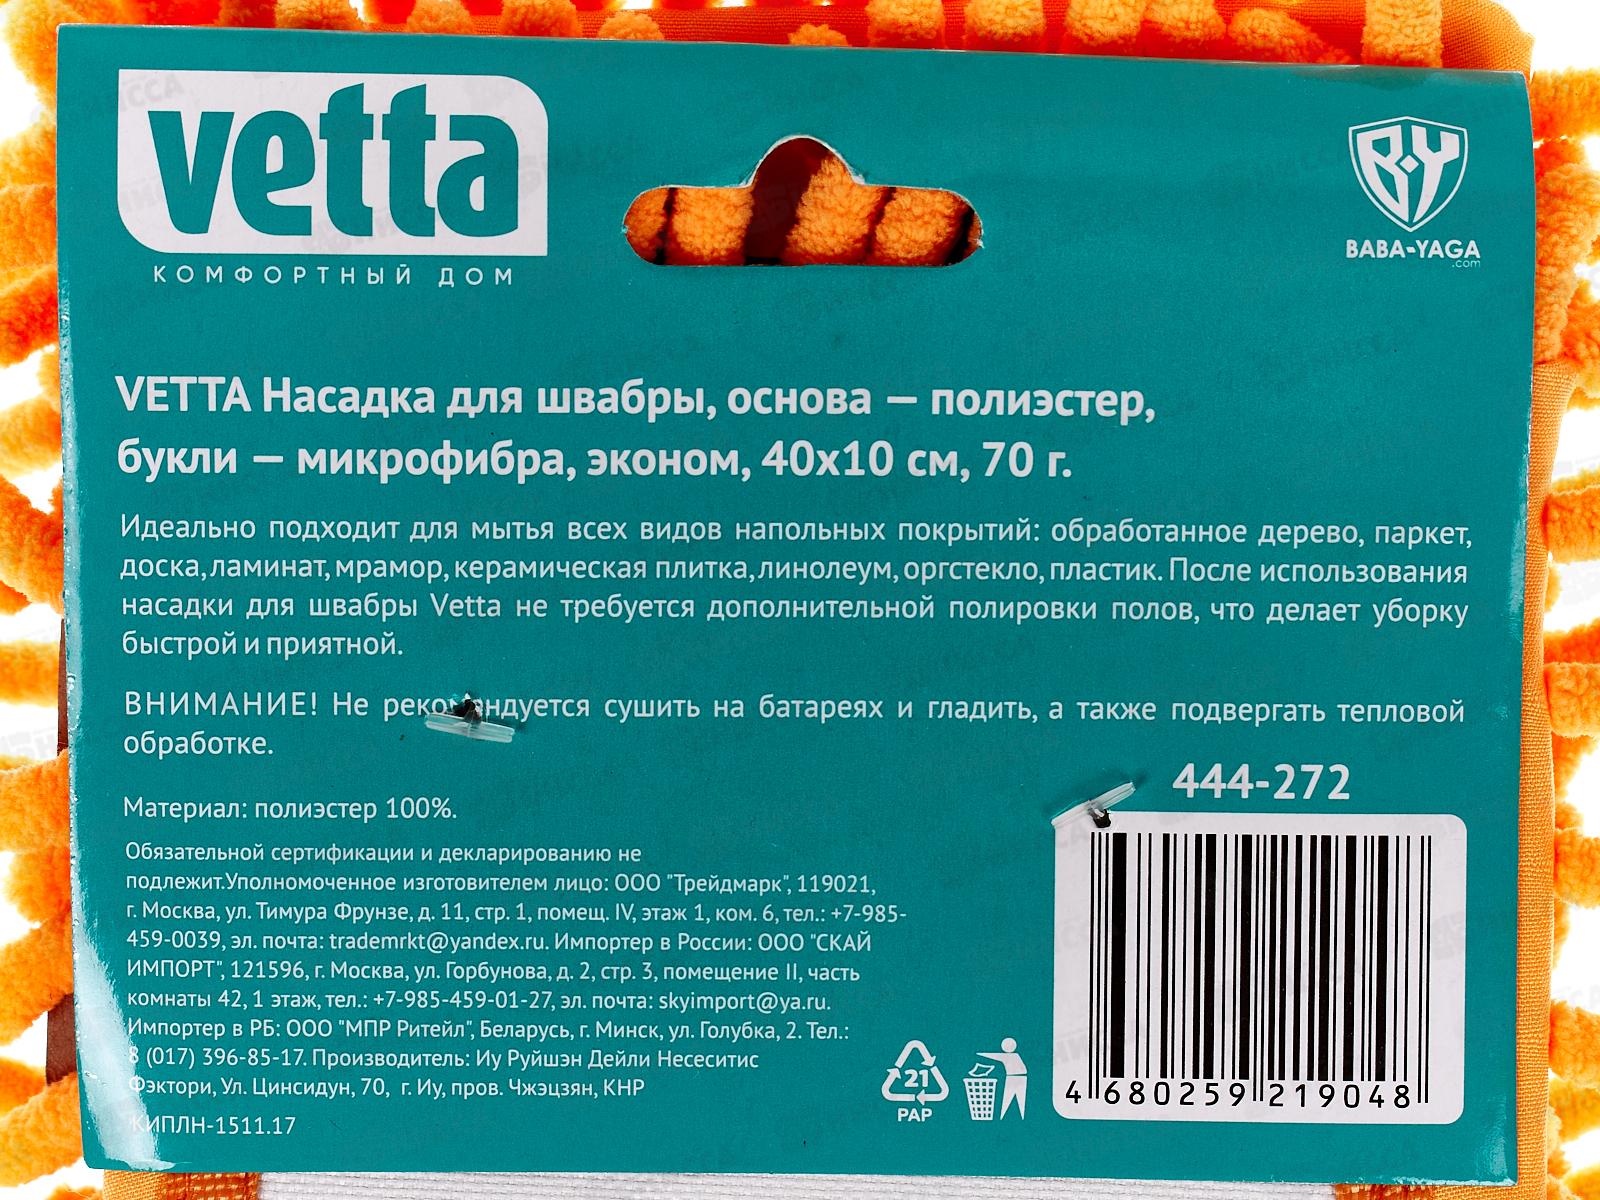 vetta
КОМФОРТНЫЙ ДОМ
BY
BABA-YAGA
.com
VETTA Насадка для швабры, основа — полиэстер,
букли — микрофибра, эконом, 40х10 см, 70 г.
Идеально подходит для мытья всех видов напольных покрытий: обработанное дерево, паркет,
доска, ламинат, мрамор, керамическая плитка, линолеум, оргстекло, пластик. После использования
насадки для швабры Vetta не требуется дополнительной полировки полов, что делает уборку
быстрой и приятной.
ВНИМАНИЕ! Не рекомендуется сушить на батареях и гладить, а также подвергать тепловой
обработке.
444-272
Материал: полиэстер 100%.
Обязательной сертификации и декларированию не
подлежит.Уполномоченное изготовителем лицо: ООО "Трейдмарк", 119021,
г. Москва, ул. Тимура Фрунзе, д. 11, стр. 1, помещ. IV, этаж 1, ком. 6, тел.: +7-985-
459-0039, эл. почта: trademrkt@yandex.ru. Импортер в России: ООО "СКАЙ
ИМПОРТ", 121596, г. Москва, ул. Горбунова, д. 2, стр. 3, помещение II, часть
комнаты 42, 1 этаж, тел.: +7-985-459-01-27, эл. почта: skyimport@ya.ru.
Импортер в РБ: ООО "МПР Ритейл", Беларусь, г. Минск, ул. Голубка, 2. Тел.:
8 (017) 396-85-17. Производитель: Иу Руйшэн Дейли Несеситис
Фэктори, Ул. Цинсидун, 70, г. Иу, пров. Чжэцзян, КНР
КИПЛН-1511.17
21
PAP
4 680259 219048